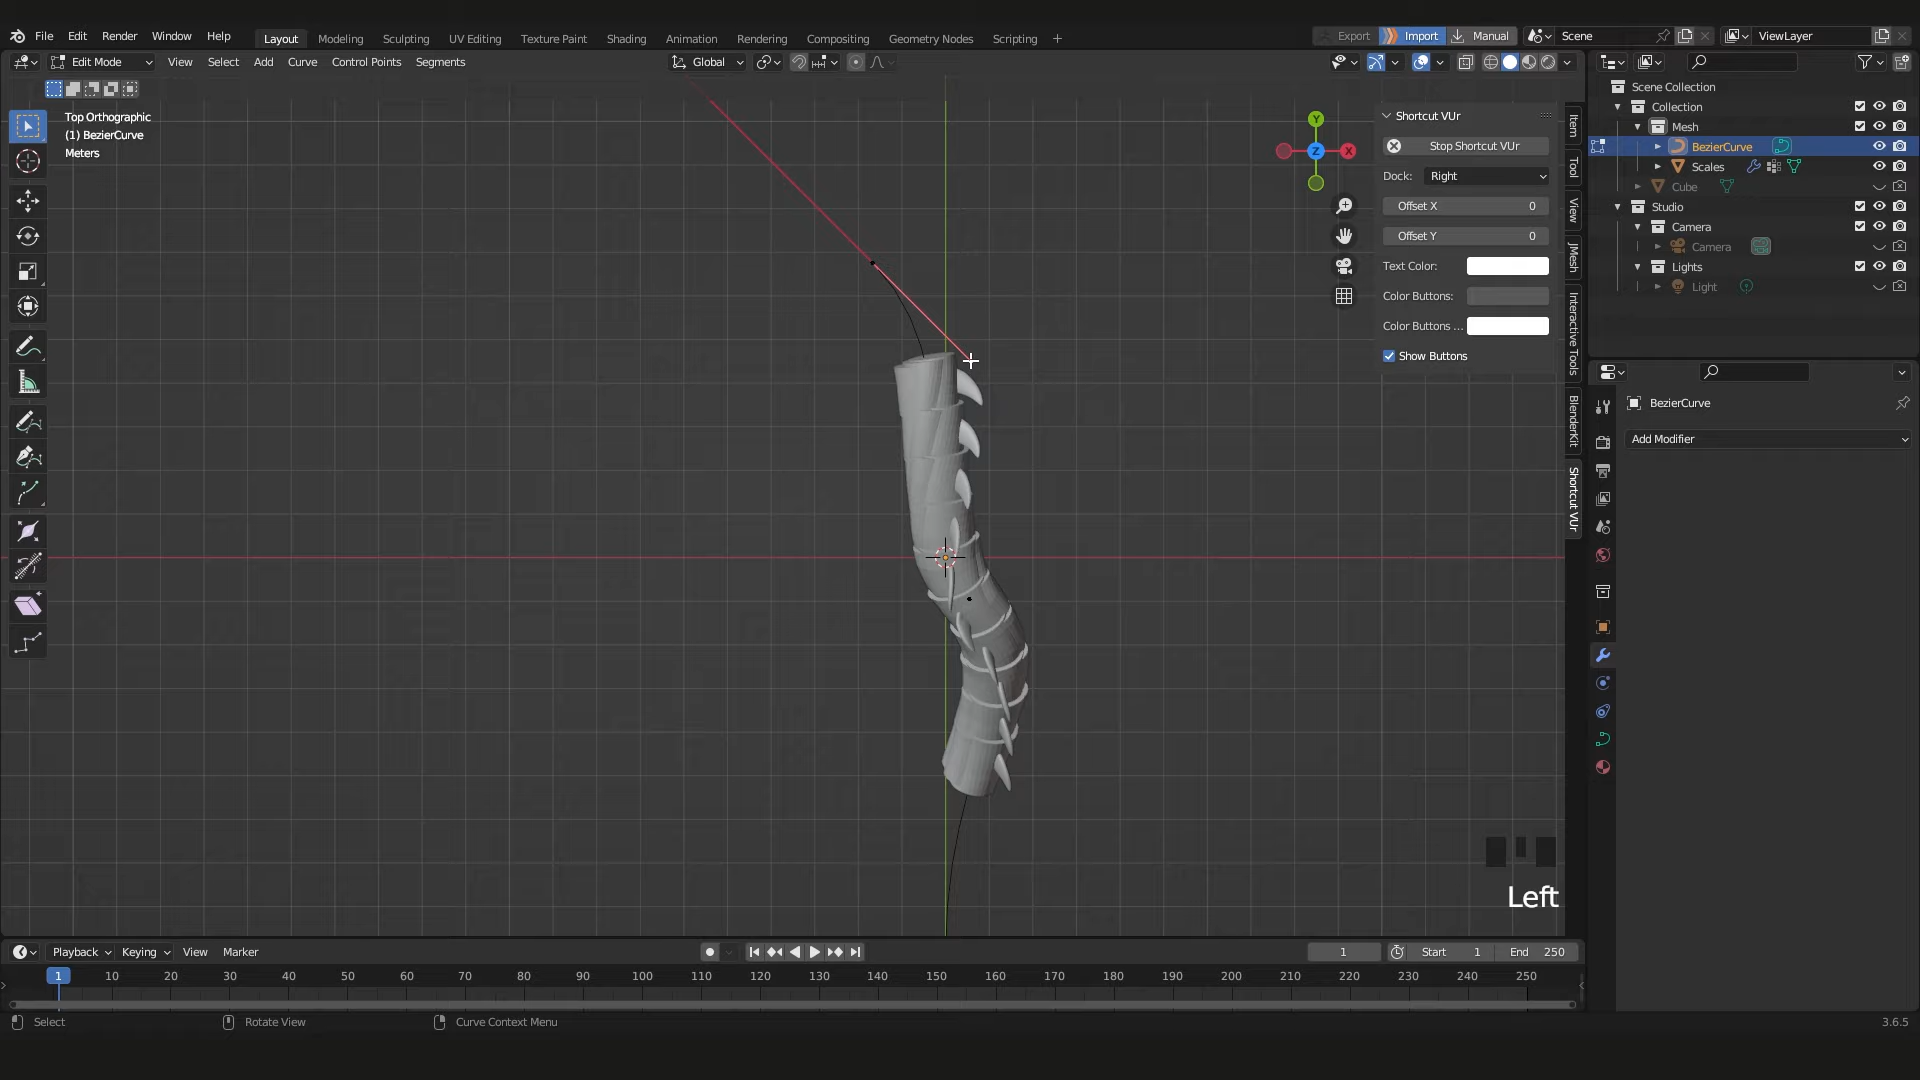 File Edit Render Window Help Layout Modeling Sculpting UV Editing Texture Paint Shading Animation Rendering Compositing Geometry Nodes Scripting + Export Import Manual Scene ViewLayer
Edit Mode View Select Add Curve Control Points Segments Global
Top Orthographic
(1) BezierCurve
Meters
Y
X
Z
Shortcut VUr
Stop Shortcut VUr
Dock: Right
Offset X 0
Offset Y 0
Text Color:
Color Buttons:
Color Buttons ...
Show Buttons
Item
Tool
View
JMesh
Interactive Tools
BlenderKit
Shortcut VUr
Scene Collection
Collection
Mesh
BezierCurve
Scales
Cube
Studio
Camera
Camera
Lights
Light
BezierCurve
Add Modifier
Left
Playback Keying View Marker 1 Start 1 End 250
1 10 20 30 40 50 60 70 80 90 100 110 120 130 140 150 160 170 180 190 200 210 220 230 240 250
Select Rotate View Curve Context Menu 3.6.5